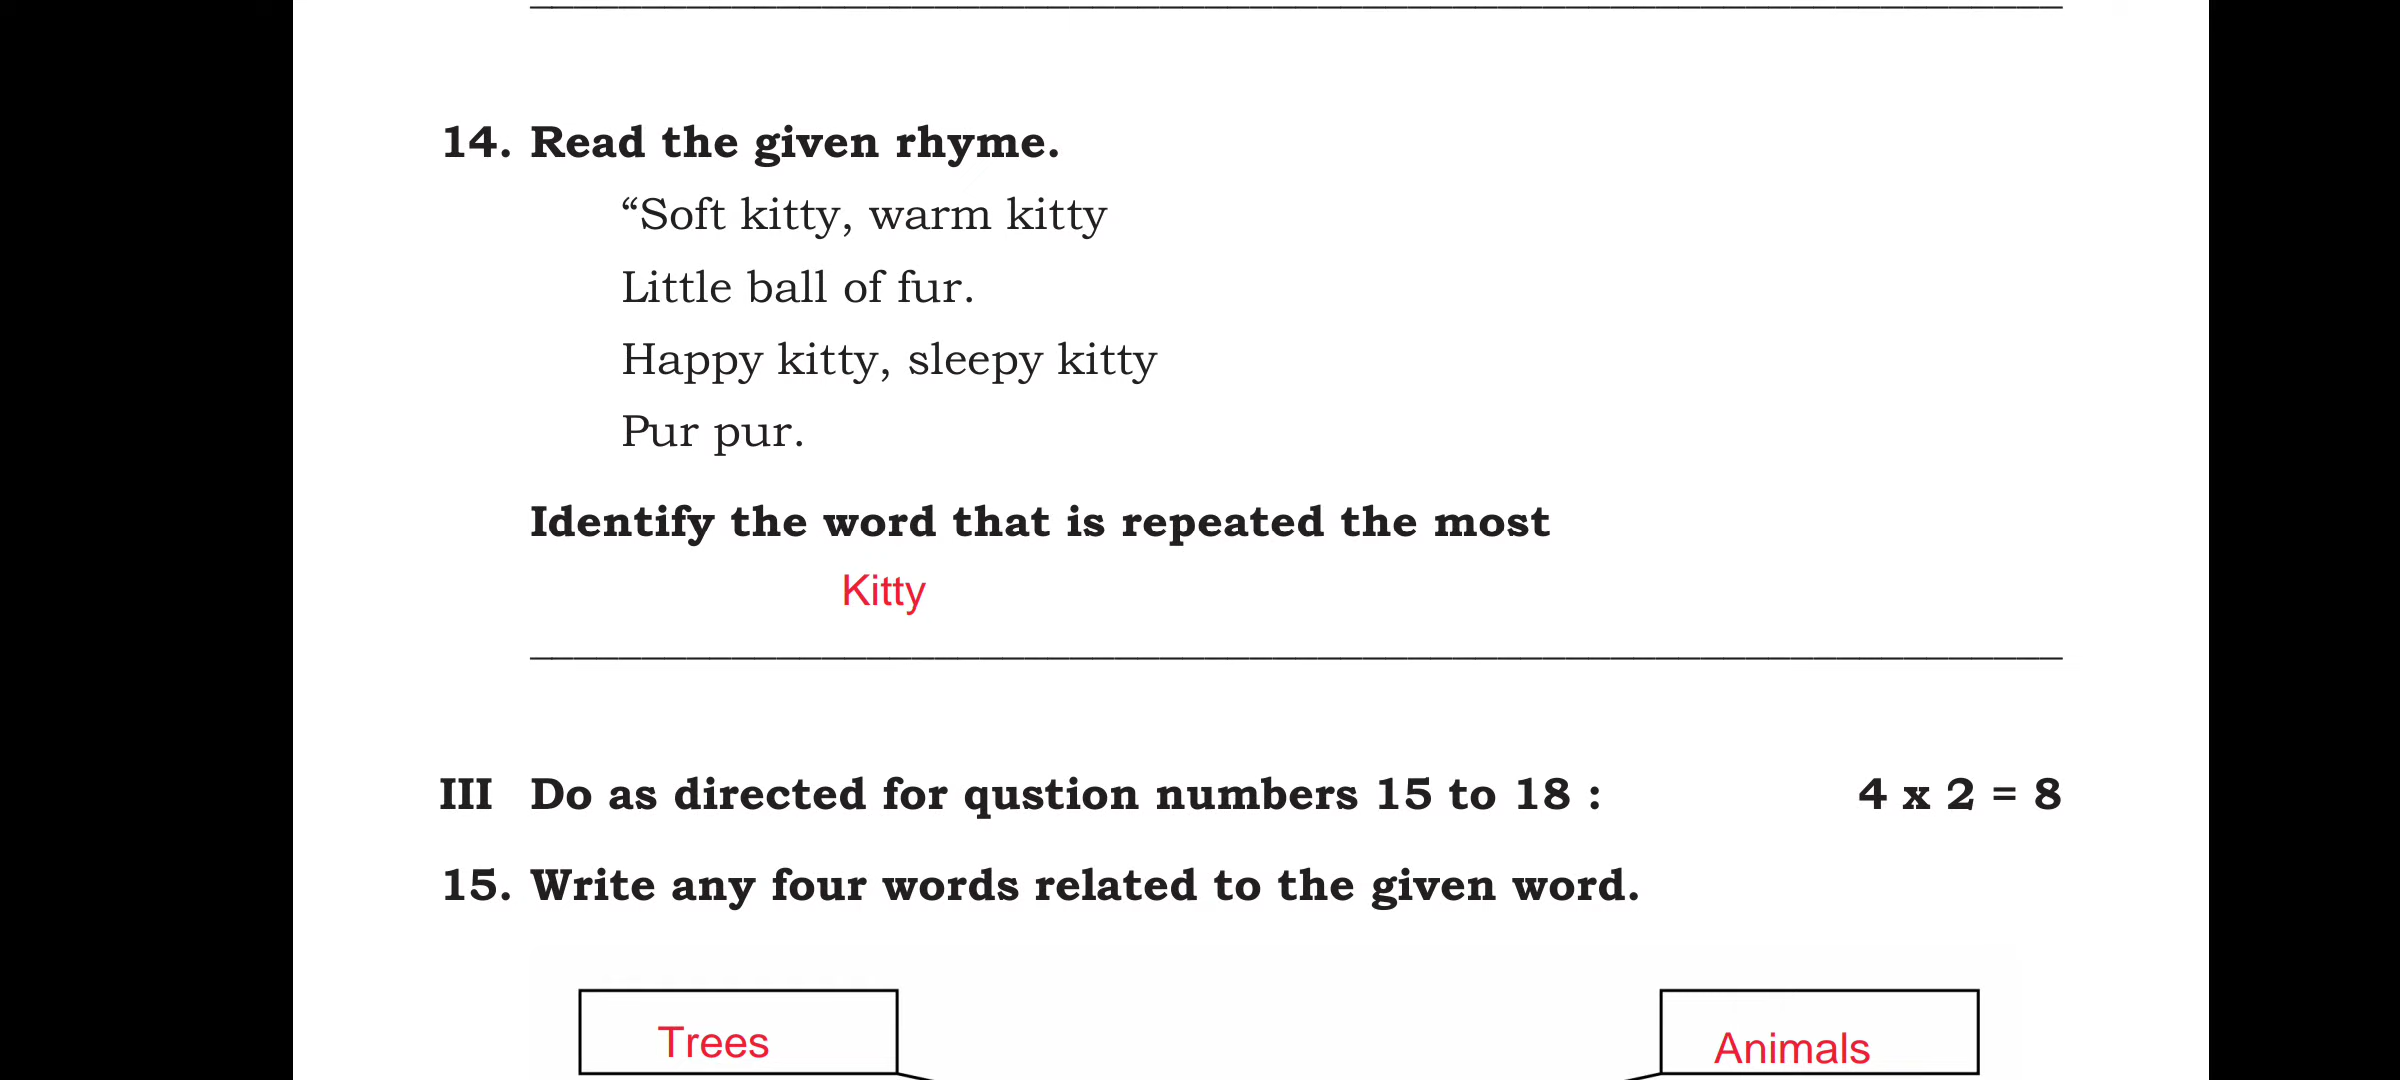 14. Read the given rhyme.
“Soft kitty, warm kitty
Little ball of fur.
Happy kitty, sleepy kitty
Pur pur.
Identify the word that is repeated the most
Kitty
III Do as directed for qustion numbers 15 to 18 : 4 x 2 = 8
15. Write any four words related to the given word.
Trees Animals